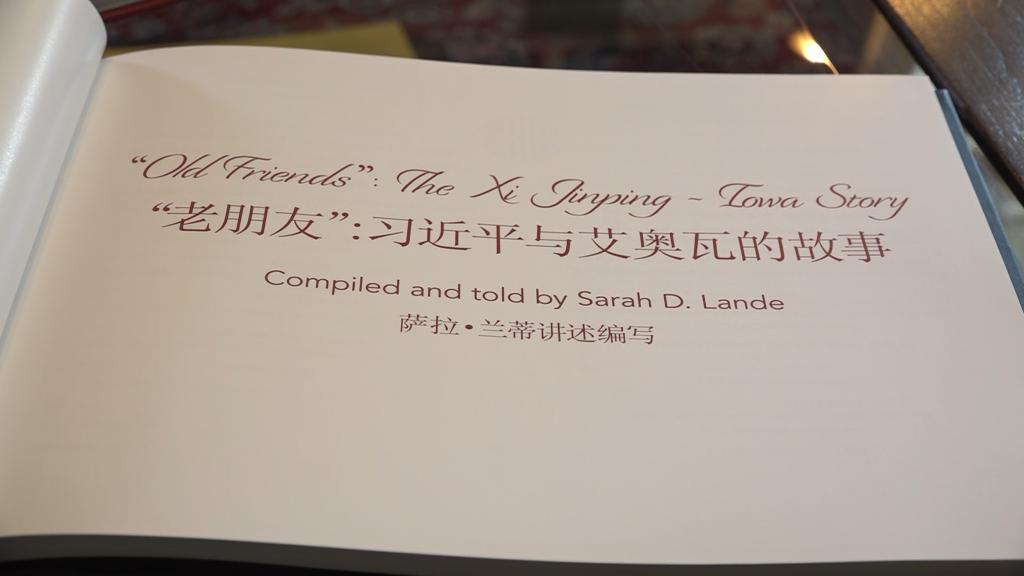 “Old Friends”: The Xi Jinping ~ Iowa Story
“老朋友”:习近平与艾奥瓦的故事
Compiled and told by Sarah D. Lande
萨拉•兰蒂讲述编写